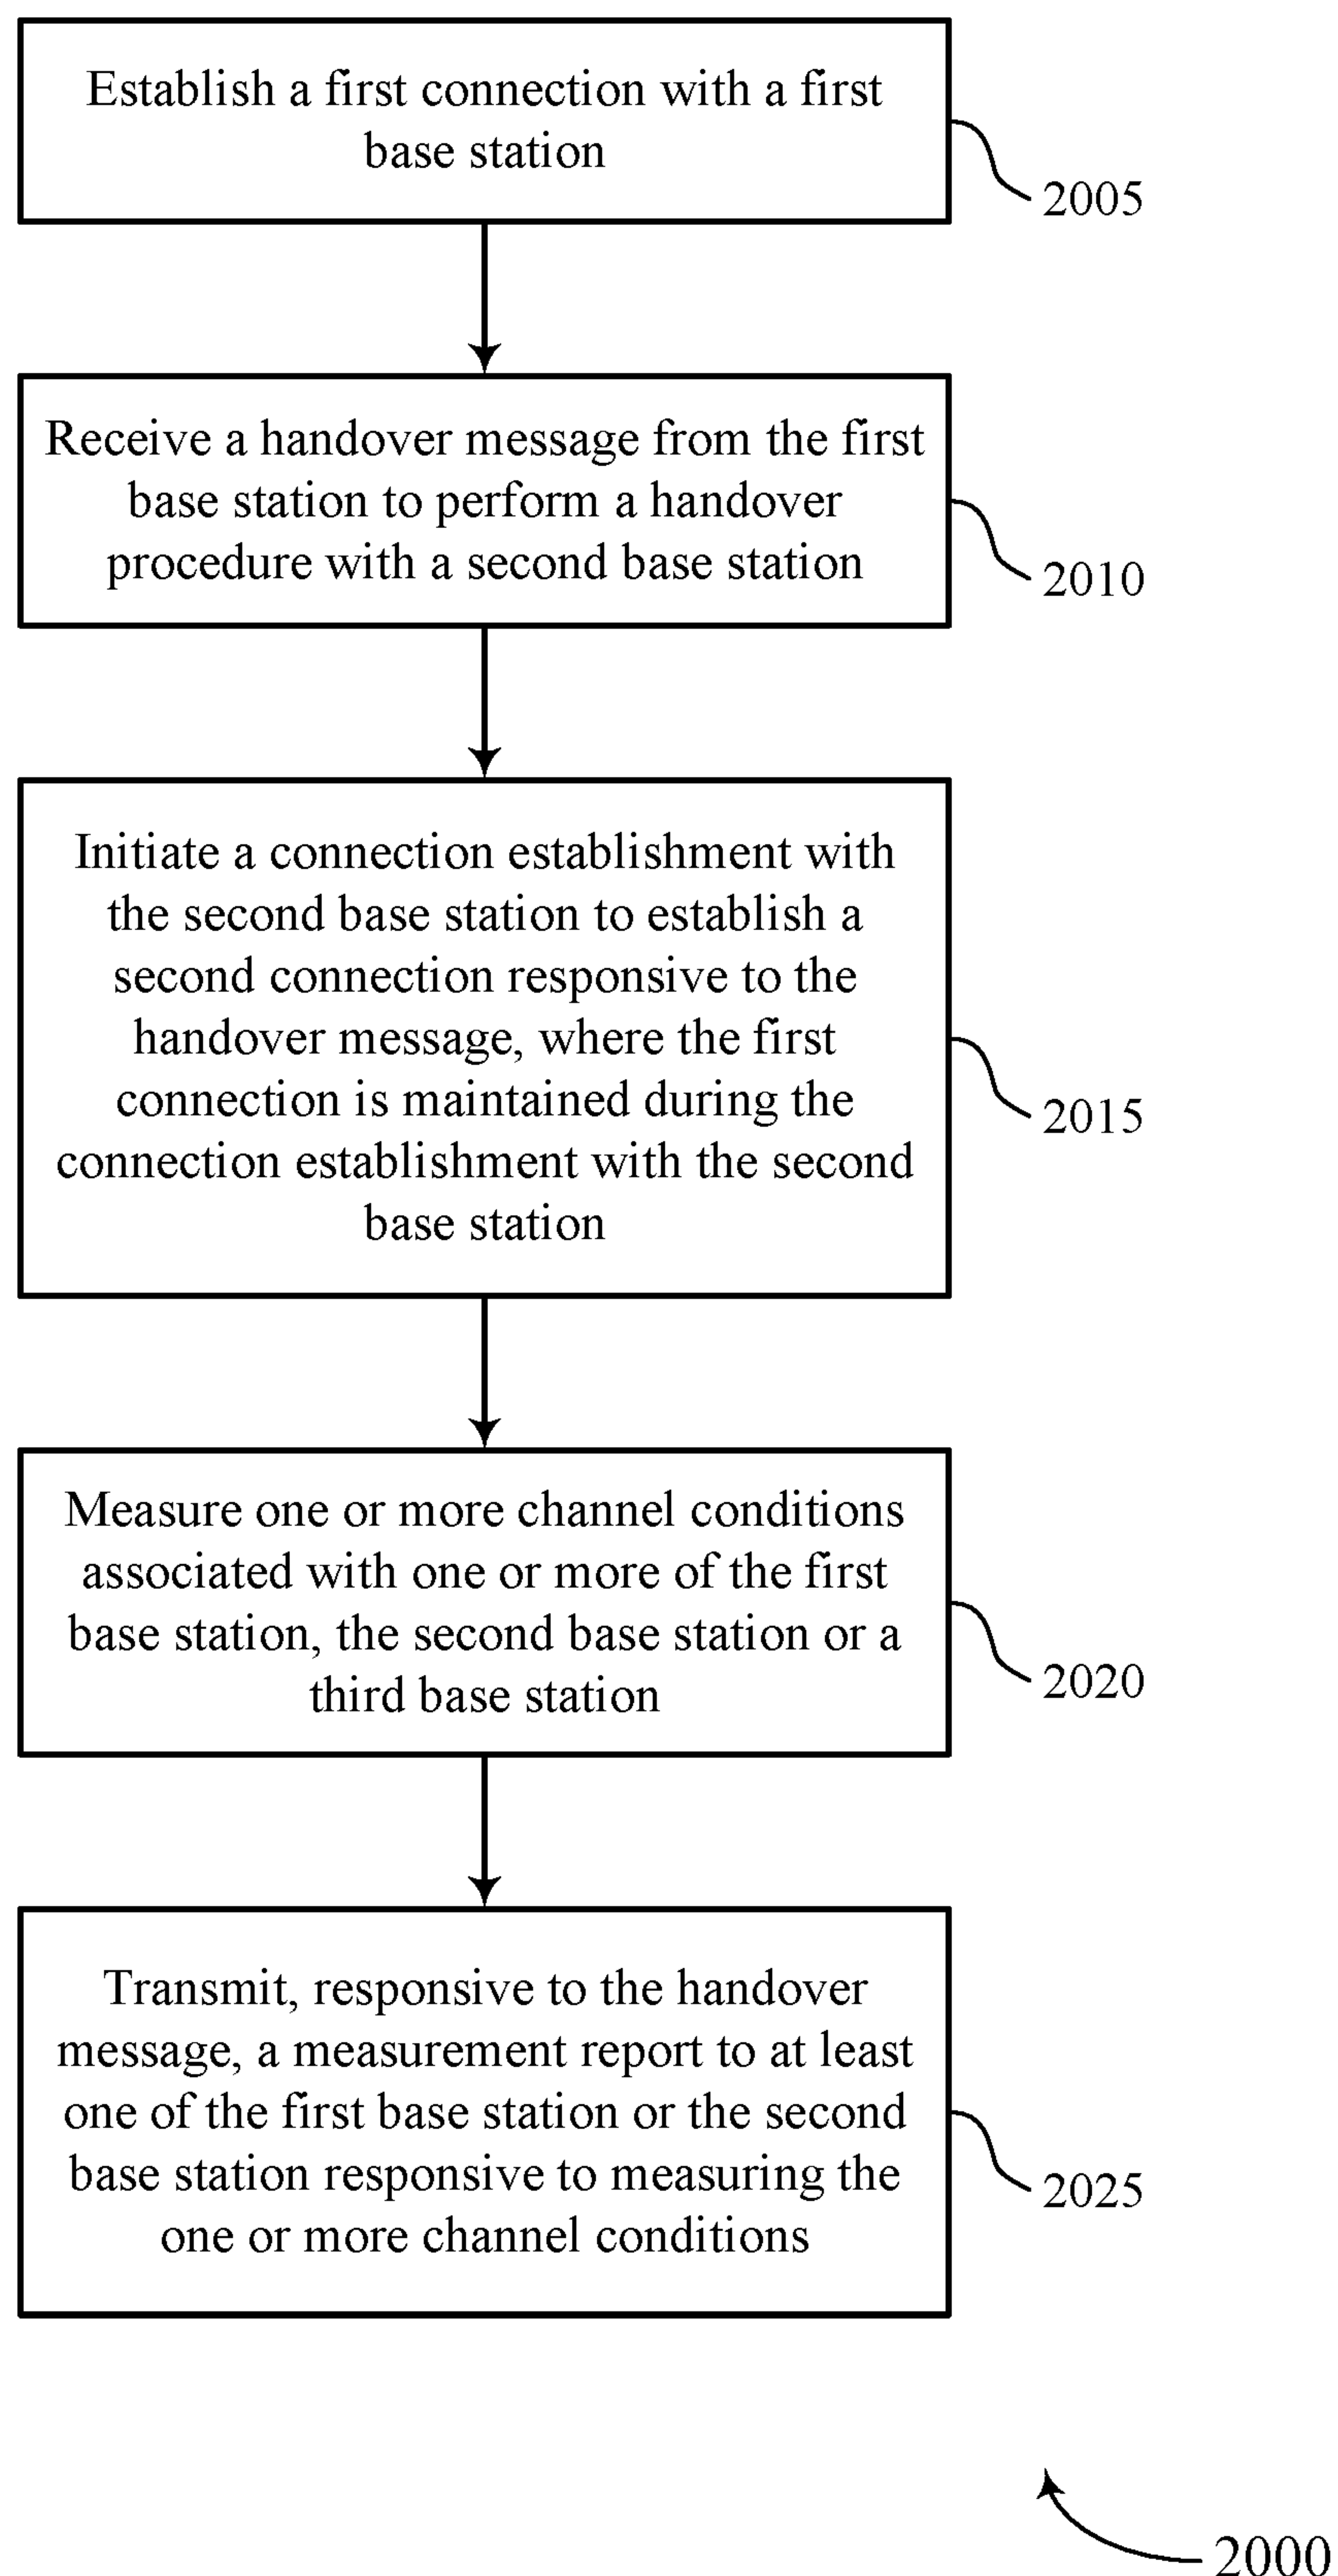 Establish a first connection with a first
base station
2005
Receive a handover message from the first
base station to perform a handover
procedure with a second base station
2010
Initiate a connection establishment with
the second base station to establish a
second connection responsive to the
handover message, where the first
connection is maintained during the
connection establishment with the second
base station
2015
Measure one or more channel conditions
associated with one or more of the first
base station, the second base station or a
third base station
2020
Transmit, responsive to the handover
message, a measurement report to at least
one of the first base station or the second
base station responsive to measuring the
one or more channel conditions
2025
2000